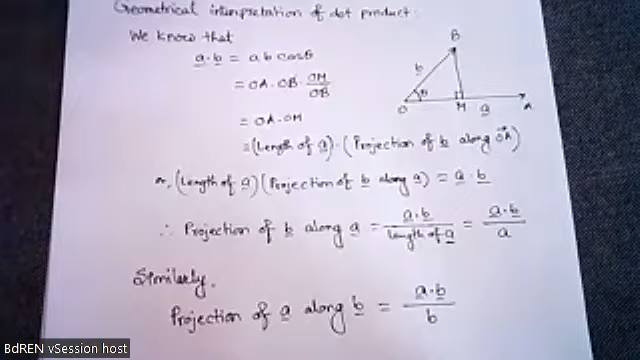 Geometrical interpretation of dot product.
We know that
a·b = ab cosθ
= OA·OB·OM/OB
= OA·OM
= (Length of a)·(Projection of b along OA)
or, (Length of a)(Projection of b along a) = a·b
∴ Projection of b along a = a·b/Length of a = a·b/a
Similarly,
Projection of a along b = a·b/b
B
b
θ
O
M
a
A
BdREN vSession host